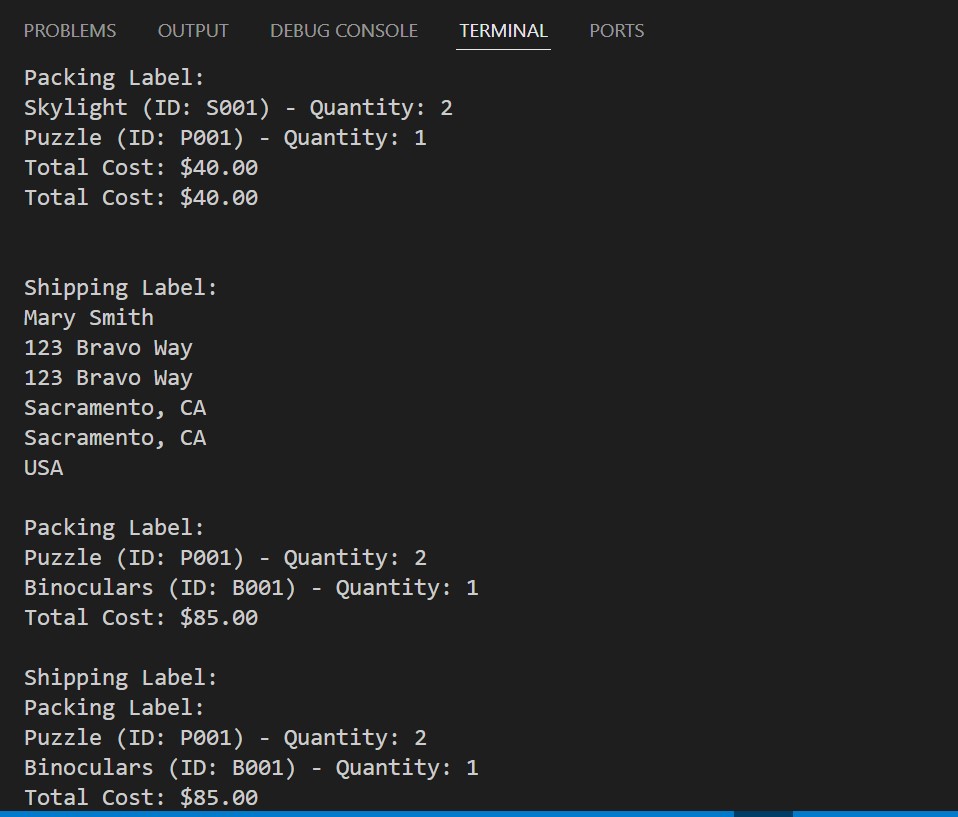 PROBLEMS OUTPUT DEBUG CONSOLE TERMINAL PORTS
Packing Label:
Skylight (ID: S001) - Quantity: 2
Puzzle (ID: P001) - Quantity: 1
Total Cost: $40.00
Total Cost: $40.00
Shipping Label:
Mary Smith
123 Bravo Way
123 Bravo Way
Sacramento, CA
Sacramento, CA
USA
Packing Label:
Puzzle (ID: P001) - Quantity: 2
Binoculars (ID: B001) - Quantity: 1
Total Cost: $85.00
Shipping Label:
Packing Label:
Puzzle (ID: P001) - Quantity: 2
Binoculars (ID: B001) - Quantity: 1
Total Cost: $85.00